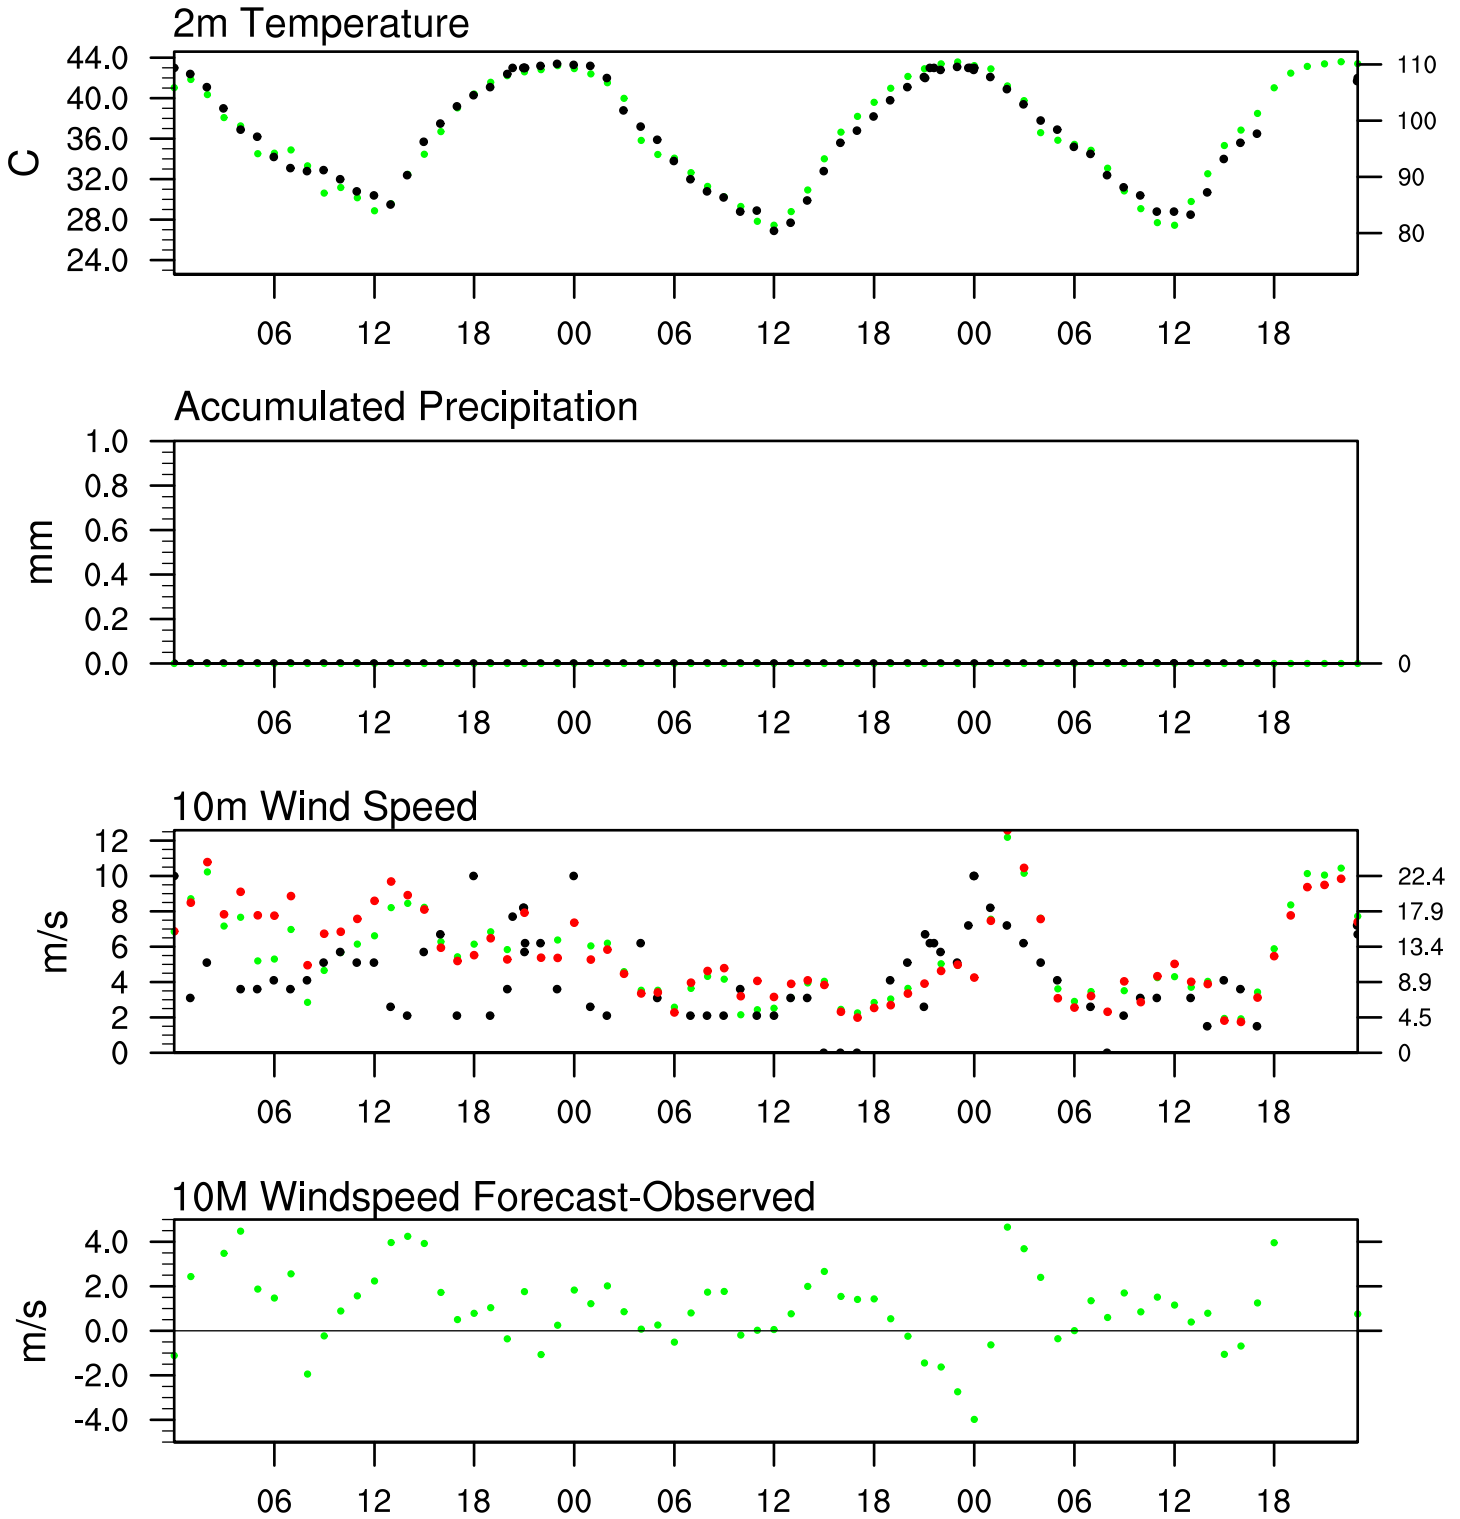 2m Temperature
44.0
40.0
36.0
32.0
28.0
24.0
C
110
100
90
80
06 12 18 00 06 12 18 00 06 12 18
Accumulated Precipitation
1.0
0.8
0.6
0.4
0.2
0.0
mm
0
06 12 18 00 06 12 18 00 06 12 18
10m Wind Speed
12
10
8
6
4
2
0
m/s
22.4
17.9
13.4
8.9
4.5
0
06 12 18 00 06 12 18 00 06 12 18
10M Windspeed Forecast-Observed
4.0
2.0
0.0
-2.0
-4.0
m/s
06 12 18 00 06 12 18 00 06 12 18